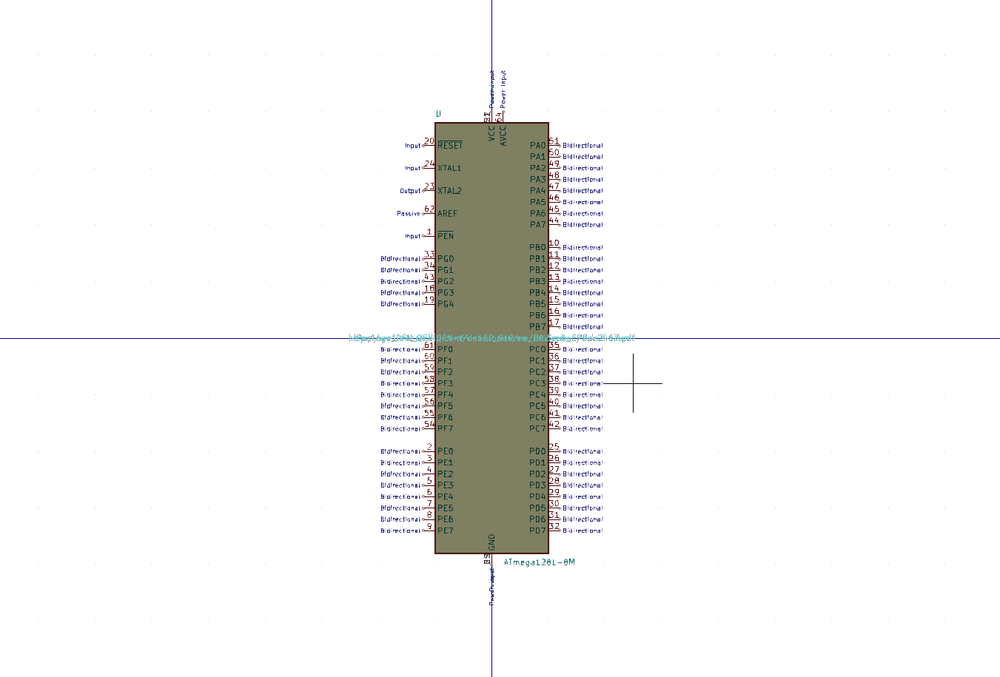 Power Input
U
AVCC
VCC
64
Input 20 RESET PA0 51 Bidirectional
PA1 50 Bidirectional
Input 24 XTAL1 PA2 49 Bidirectional
PA3 48 Bidirectional
Output 23 XTAL2 PA4 47 Bidirectional
PA5 46 Bidirectional
Passive 62 AREF PA6 45 Bidirectional
PA7 44 Bidirectional
Input 1 PEN
PB0 10 Bidirectional
Bidirectional 33 PG0 PB1 11 Bidirectional
Bidirectional 34 PG1 PB2 12 Bidirectional
Bidirectional 43 PG2 PB3 13 Bidirectional
Bidirectional 18 PG3 PB4 14 Bidirectional
Bidirectional 19 PG4 PB5 15 Bidirectional
PB6 16 Bidirectional
PB7 17 Bidirectional
Bidirectional 61 PF0 PC0 35 Bidirectional
Bidirectional 60 PF1 PC1 36 Bidirectional
Bidirectional 59 PF2 PC2 37 Bidirectional
Bidirectional 58 PF3 PC3 38 Bidirectional
Bidirectional 57 PF4 PC4 39 Bidirectional
Bidirectional 56 PF5 PC5 40 Bidirectional
Bidirectional 55 PF6 PC6 41 Bidirectional
Bidirectional 54 PF7 PC7 42 Bidirectional
Bidirectional 2 PE0 PD0 25 Bidirectional
Bidirectional 3 PE1 PD1 26 Bidirectional
Bidirectional 4 PE2 PD2 27 Bidirectional
Bidirectional 5 PE3 PD3 28 Bidirectional
Bidirectional 6 PE4 PD4 29 Bidirectional
Bidirectional 7 PE5 PD5 30 Bidirectional
Bidirectional 8 PE6 PD6 31 Bidirectional
Bidirectional 9 PE7 PD7 32 Bidirectional
GND
ATmega128L-8M